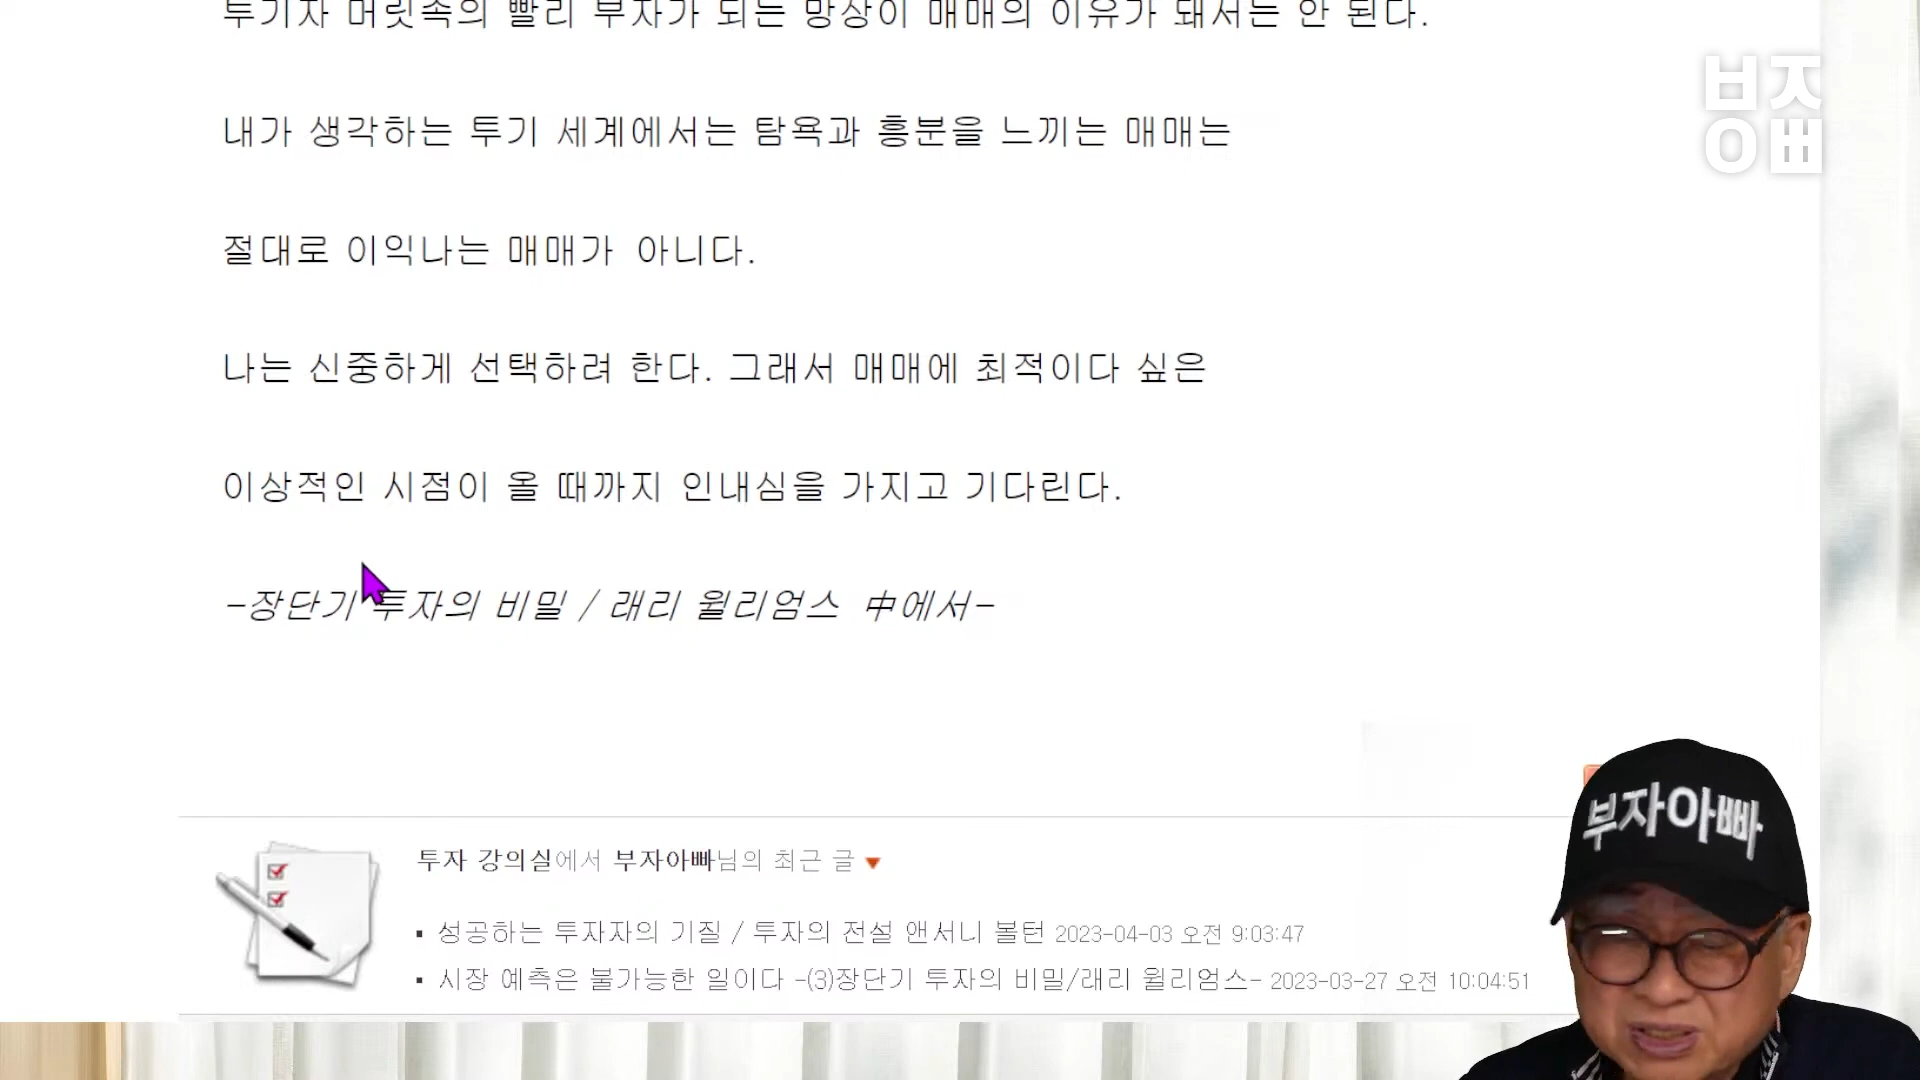 투기자 머릿속의 빨리 부자가 되는 망상이 매매의 이유가 돼서는 안 된다.
내가 생각하는 투기 세계에서는 탐욕과 흥분을 느끼는 매매는
절대로 이익나는 매매가 아니다.
나는 신중하게 선택하려 한다. 그래서 매매에 최적이다 싶은
이상적인 시점이 올 때까지 인내심을 가지고 기다린다.
-장단기 투자의 비밀 / 래리 윌리엄스 中에서-
투자 강의실에서 부자아빠님의 최근 글
▪ 성공하는 투자자의 기질 / 투자의 전설 앤서니 볼턴 2023-04-03 오전 9:03:47
▪ 시장 예측은 불가능한 일이다 -(3)장단기 투자의 비밀/래리 윌리엄스- 2023-03-27 오전 10:04:51
부자아빠